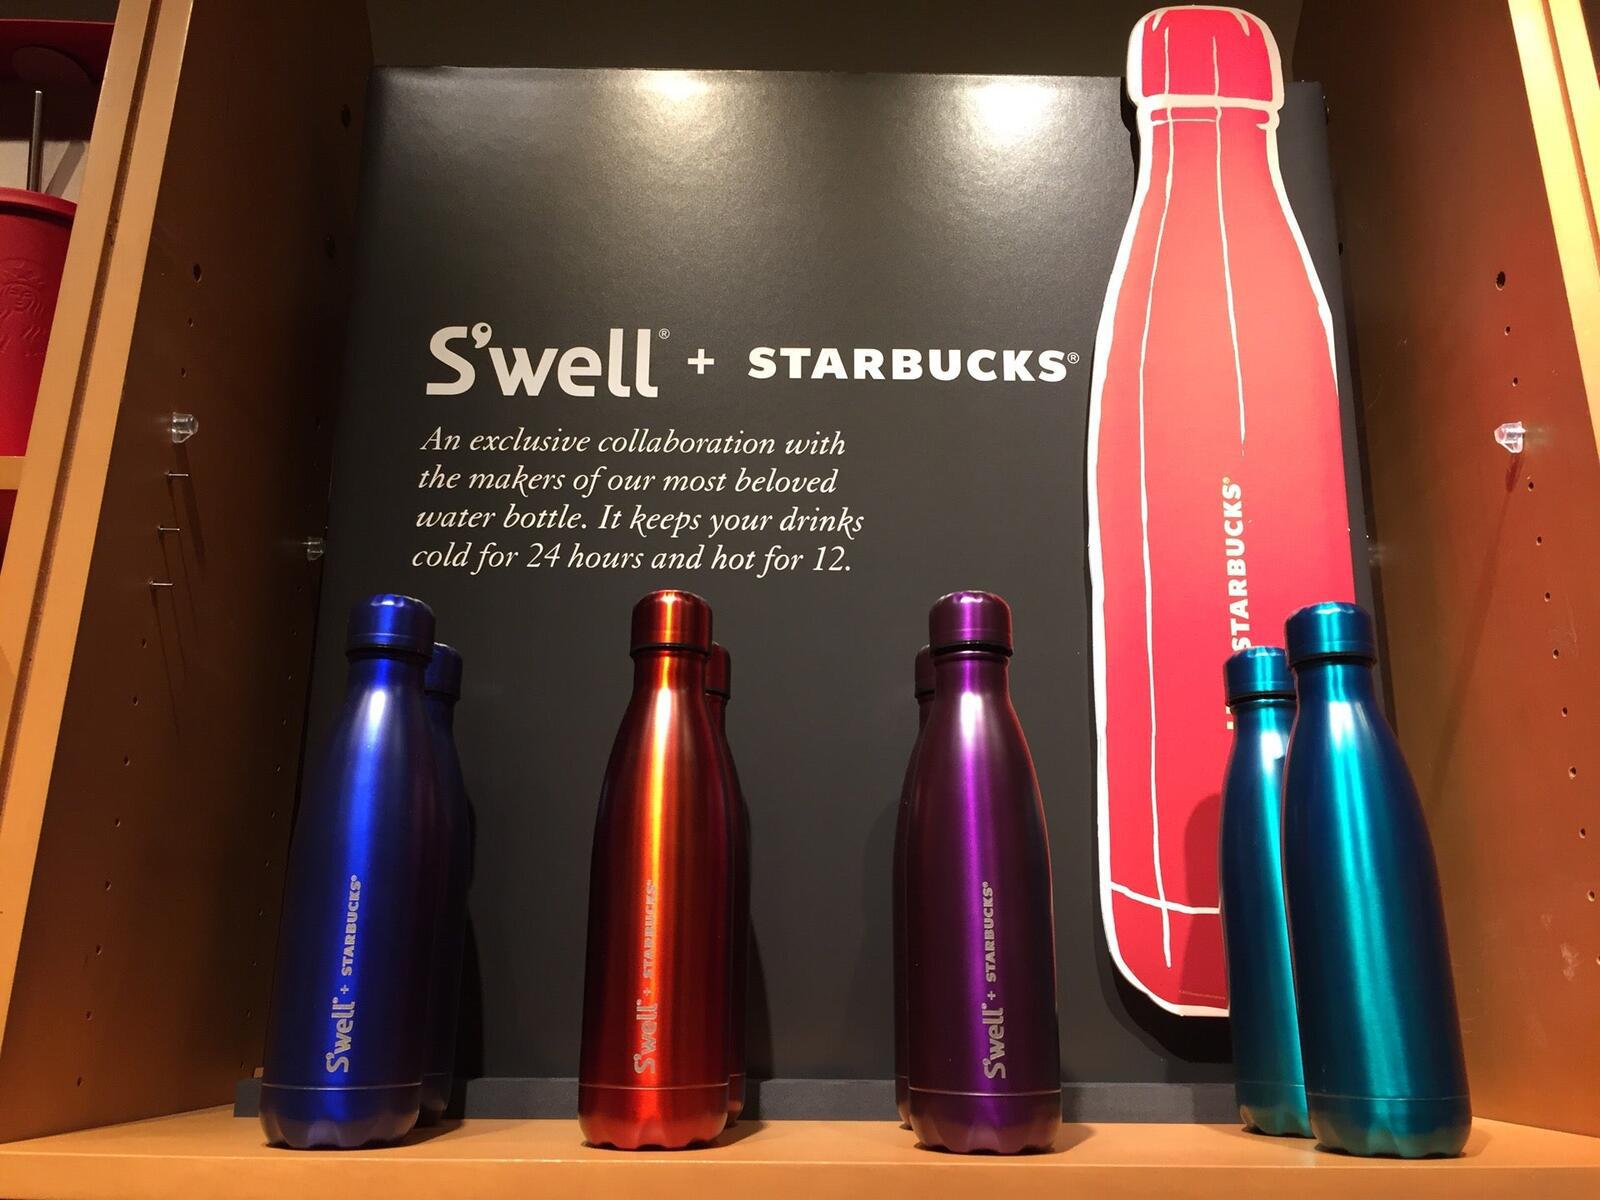 S'well® + STARBUCKS®
An exclusive collaboration with
the makers of our most beloved
water bottle. It keeps your drinks
cold for 24 hours and hot for 12.
STARBUCKS®
S'well® + STARBUCKS®
S'well® + STARBUCKS®
S'well® + STARBUCKS®